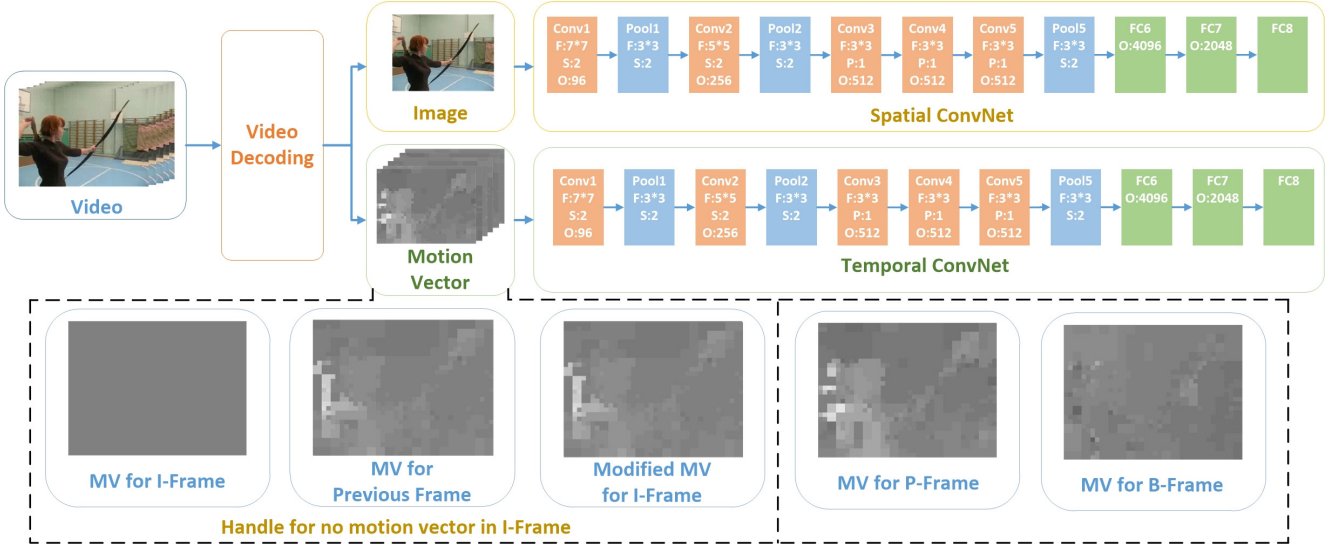 Video
Video
Decoding
Image
Conv1
F:7*7
S:2
O:96
Pool1
F:3*3
S:2
Conv2
F:5*5
S:2
O:256
Pool2
F:3*3
S:2
Conv3
F:3*3
P:1
O:512
Conv4
F:3*3
P:1
O:512
Conv5
F:3*3
P:1
O:512
Pool5
F:3*3
S:2
FC6
O:4096
FC7
O:2048
FC8
Spatial ConvNet
Motion
Vector
Conv1
F:7*7
S:2
O:96
Pool1
F:3*3
S:2
Conv2
F:5*5
S:2
O:256
Pool2
F:3*3
S:2
Conv3
F:3*3
P:1
O:512
Conv4
F:3*3
P:1
O:512
Conv5
F:3*3
P:1
O:512
Pool5
F:3*3
S:2
FC6
O:4096
FC7
O:2048
FC8
Temporal ConvNet
MV for I-Frame
MV for
Previous Frame
Modified MV
for I-Frame
Handle for no motion vector in I-Frame
MV for P-Frame
MV for B-Frame